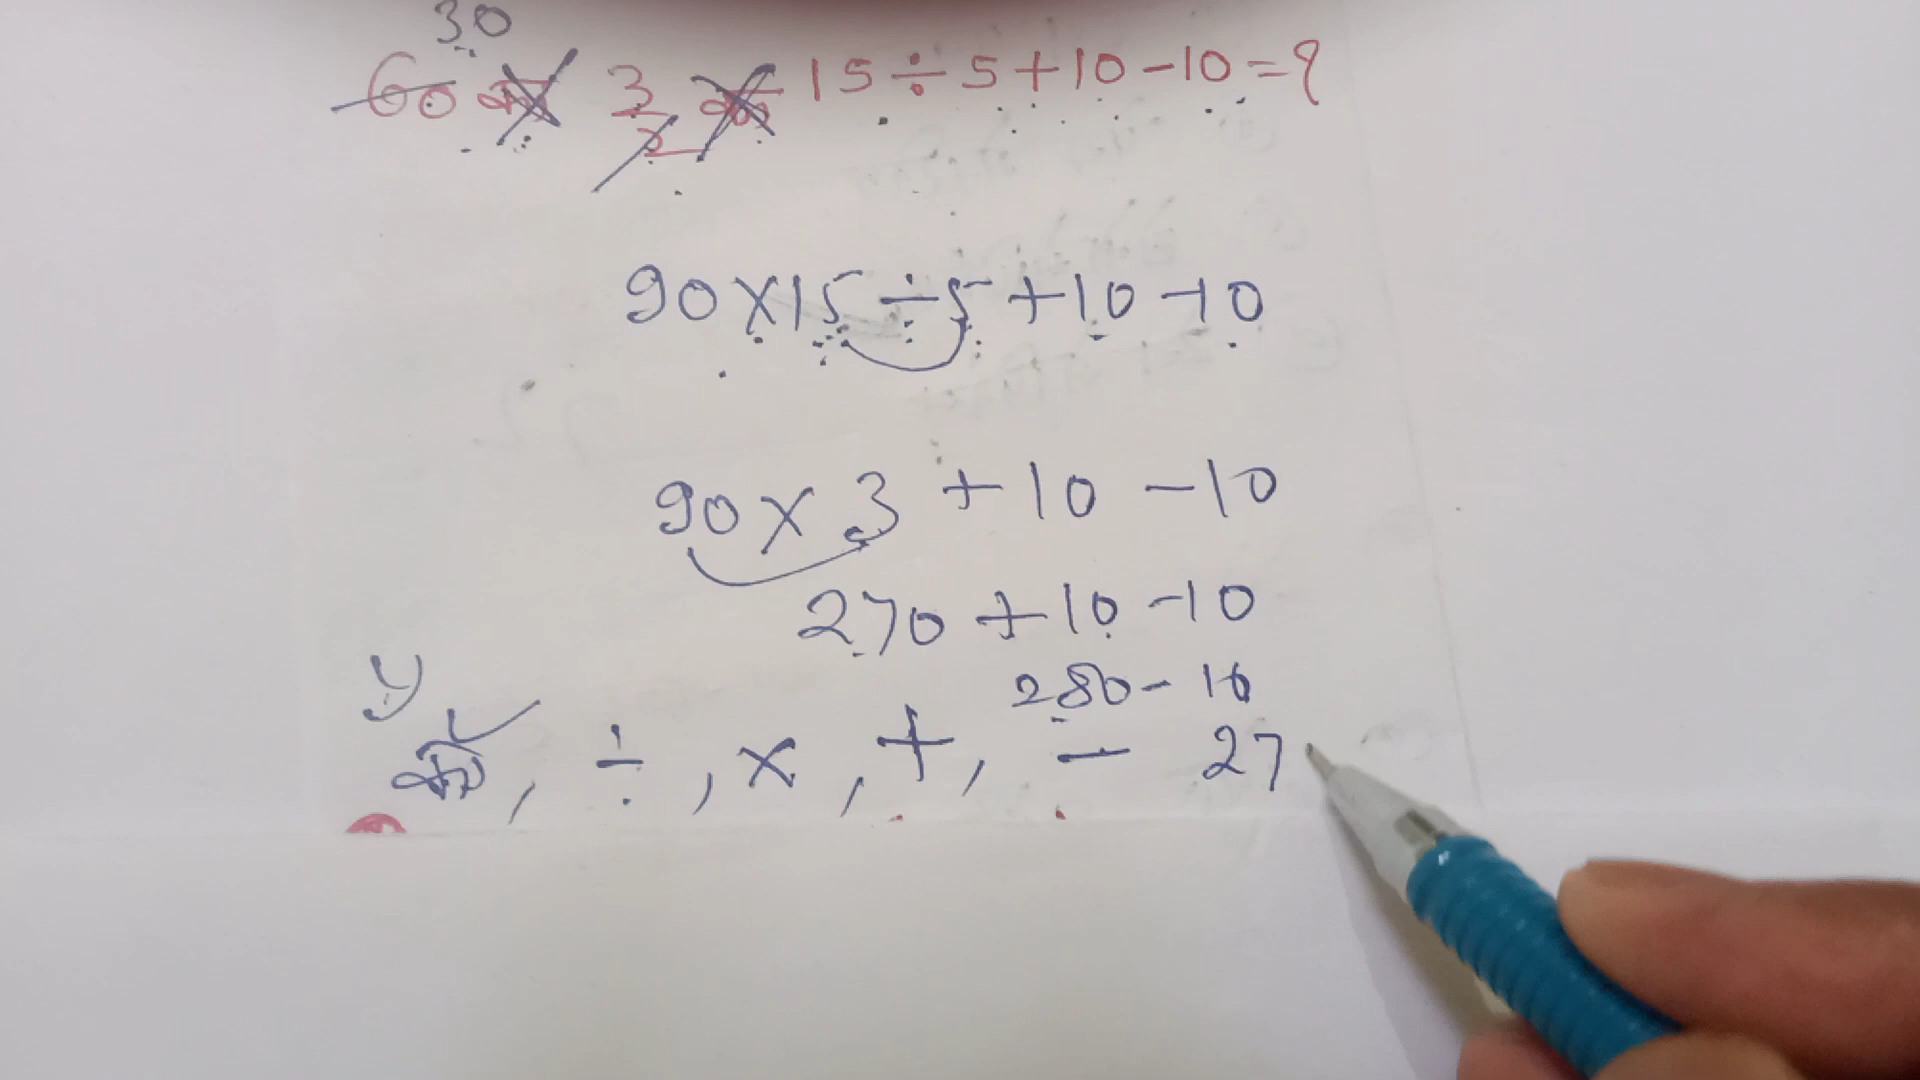 30
60 का 3/2 का 15 ÷ 5 + 10 - 10 = ?
90 × 15 ÷ 5 + 10 - 10
90 × 3 + 10 - 10
270 + 10 - 10
280 - 10
का, ÷, ×, +, - 27